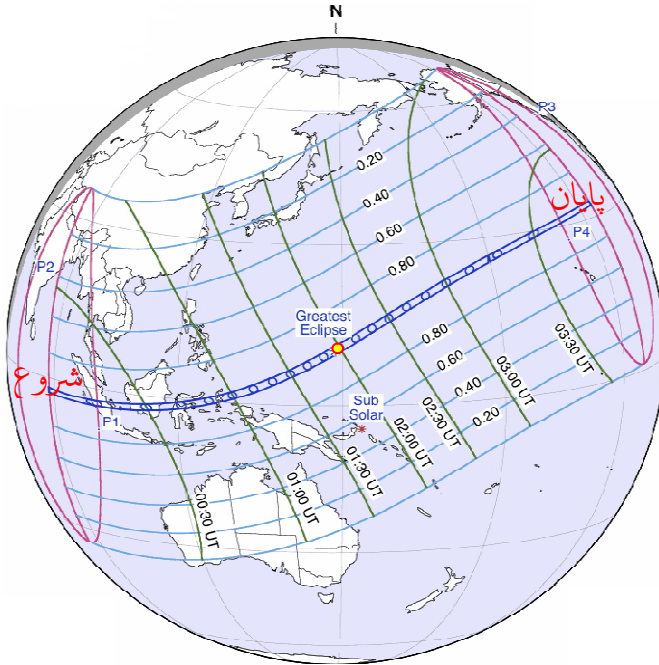 N
P3
0.20
0.40
پایان
0.60
P4
0.80
P2
Greatest
Eclipse
0.80
03:30 UT
0.60
شروع
0.40
03:00 UT
Sub
Solar
0.20
P1
02:30 UT
02:00 UT
01:30 UT
01:00 UT
00:30 UT